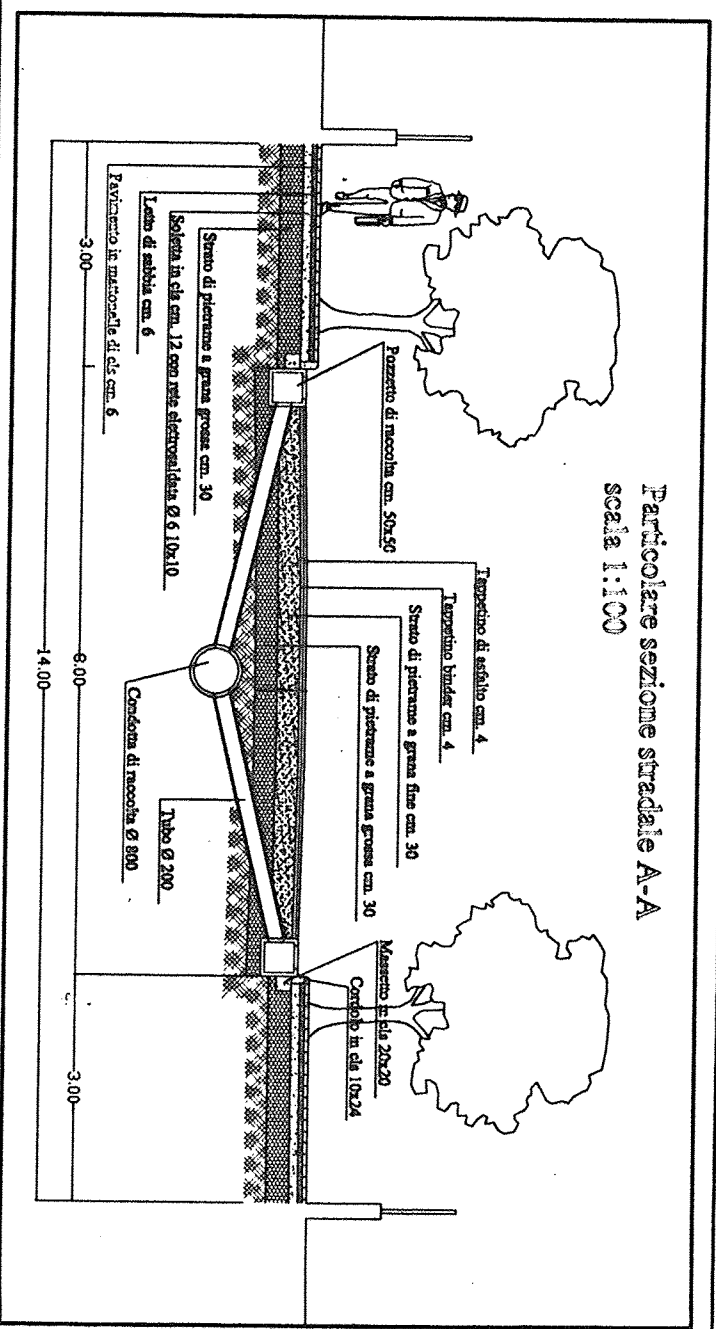 Particolare sezione stradale A-A
scala 1:100
Tappetino di asfalto cm. 4
Tappetino binder cm. 4
Strato di pietrame a grana fine cm. 30
Strato di pietrame a grana grossa cm. 30
Pozzetto di raccolta cm. 50x50
Massetto in cls 20x20
Cordolo in cls 10x24
Strato di pietrame a grana grossa cm. 30
Soletta in cls cm. 12 con rete elettrosaldata Ø 6 10x10
Letto di sabbia cm. 6
Pavimento in mattonelle di cls cm. 6
Tubo Ø 200
Condotta di raccolta Ø 800
3.00
8.00
3.00
14.00